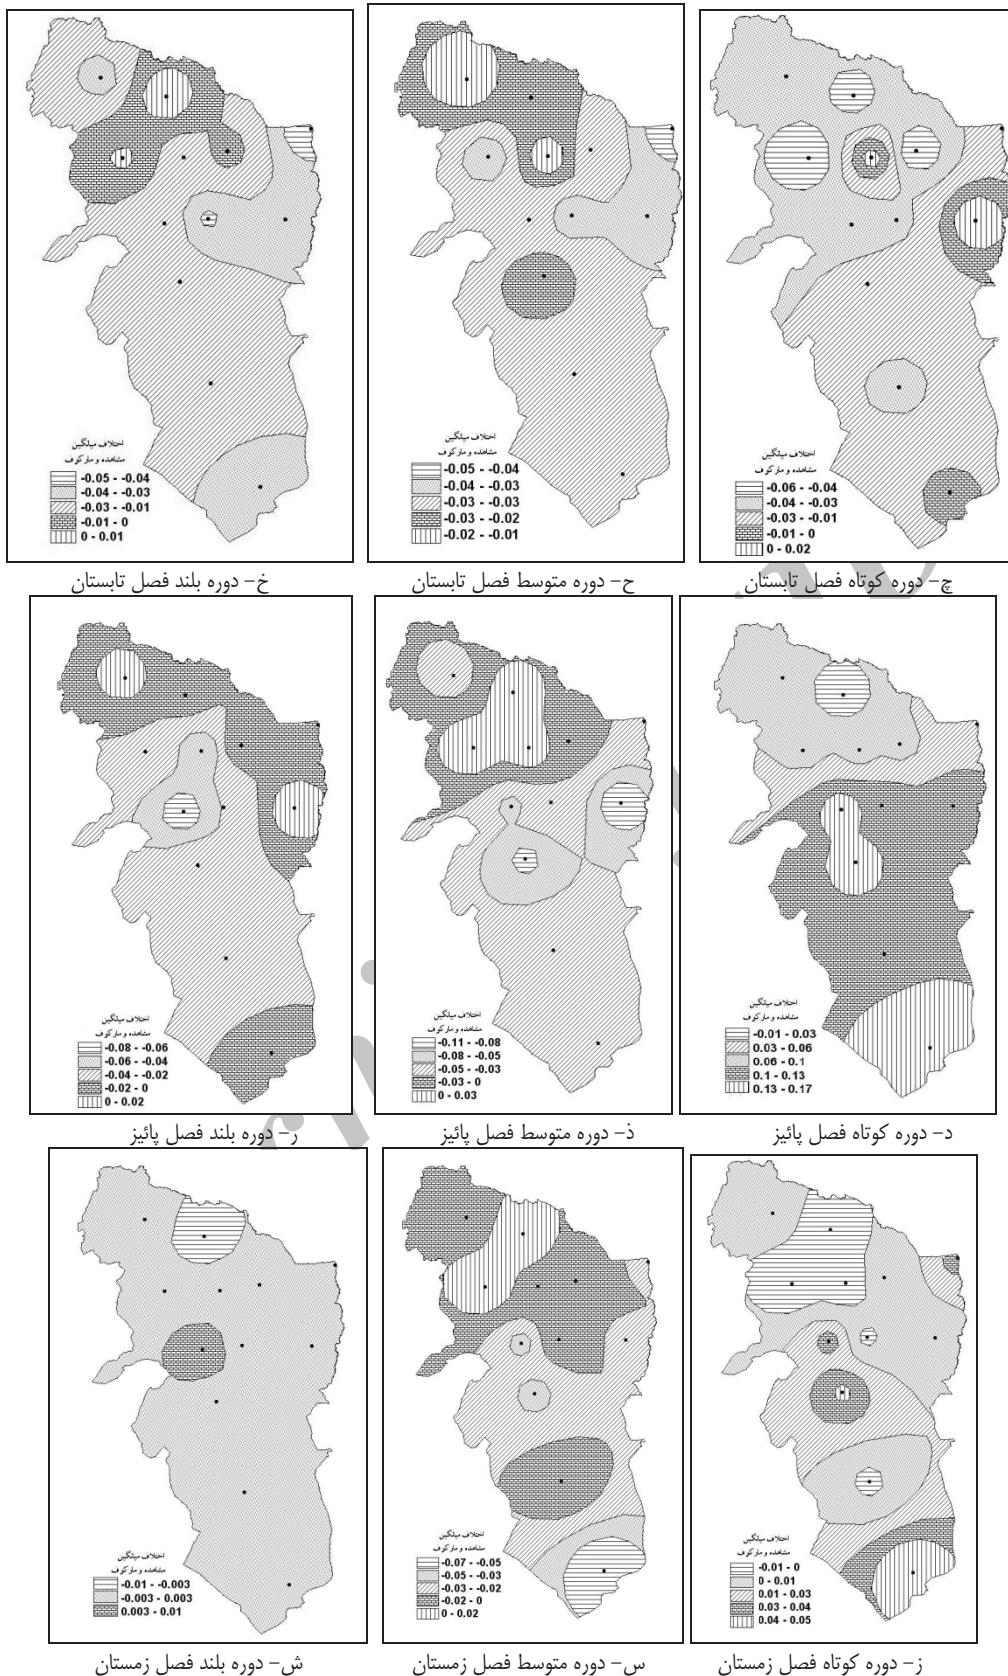 اختلاف میانگین
مشاهده و مارکوف
-0.06 - -0.04
-0.04 - -0.03
-0.03 - -0.01
-0.01 - 0
0 - 0.02
چ- دوره کوتاه فصل تابستان
اختلاف میانگین
مشاهده و مارکوف
-0.05 - -0.04
-0.04 - -0.03
-0.03 - -0.03
-0.03 - -0.02
-0.02 - -0.01
ح- دوره متوسط فصل تابستان
اختلاف میانگین
مشاهده و مارکوف
-0.05 - -0.04
-0.04 - -0.03
-0.03 - -0.01
-0.01 - 0
0 - 0.01
خ- دوره بلند فصل تابستان
اختلاف میانگین
مشاهده و مارکوف
-0.01 - 0.03
0.03 - 0.06
0.06 - 0.1
0.1 - 0.13
0.13 - 0.17
د- دوره کوتاه فصل پائیز
اختلاف میانگین
مشاهده و مارکوف
-0.11 - -0.08
-0.08 - -0.05
-0.05 - -0.03
-0.03 - 0
0 - 0.03
ذ- دوره متوسط فصل پائیز
اختلاف میانگین
مشاهده و مارکوف
-0.08 - -0.06
-0.06 - -0.04
-0.04 - -0.02
-0.02 - 0
0 - 0.02
ر- دوره بلند فصل پائیز
اختلاف میانگین
مشاهده و مارکوف
-0.01 - 0
0 - 0.01
0.01 - 0.03
0.03 - 0.04
0.04 - 0.05
ز- دوره کوتاه فصل زمستان
اختلاف میانگین
مشاهده و مارکوف
-0.07 - -0.05
-0.05 - -0.03
-0.03 - -0.02
-0.02 - 0
0 - 0.02
س- دوره متوسط فصل زمستان
اختلاف میانگین
مشاهده و مارکوف
-0.01 - -0.003
-0.003 - 0.003
0.003 - 0.01
ش- دوره بلند فصل زمستان